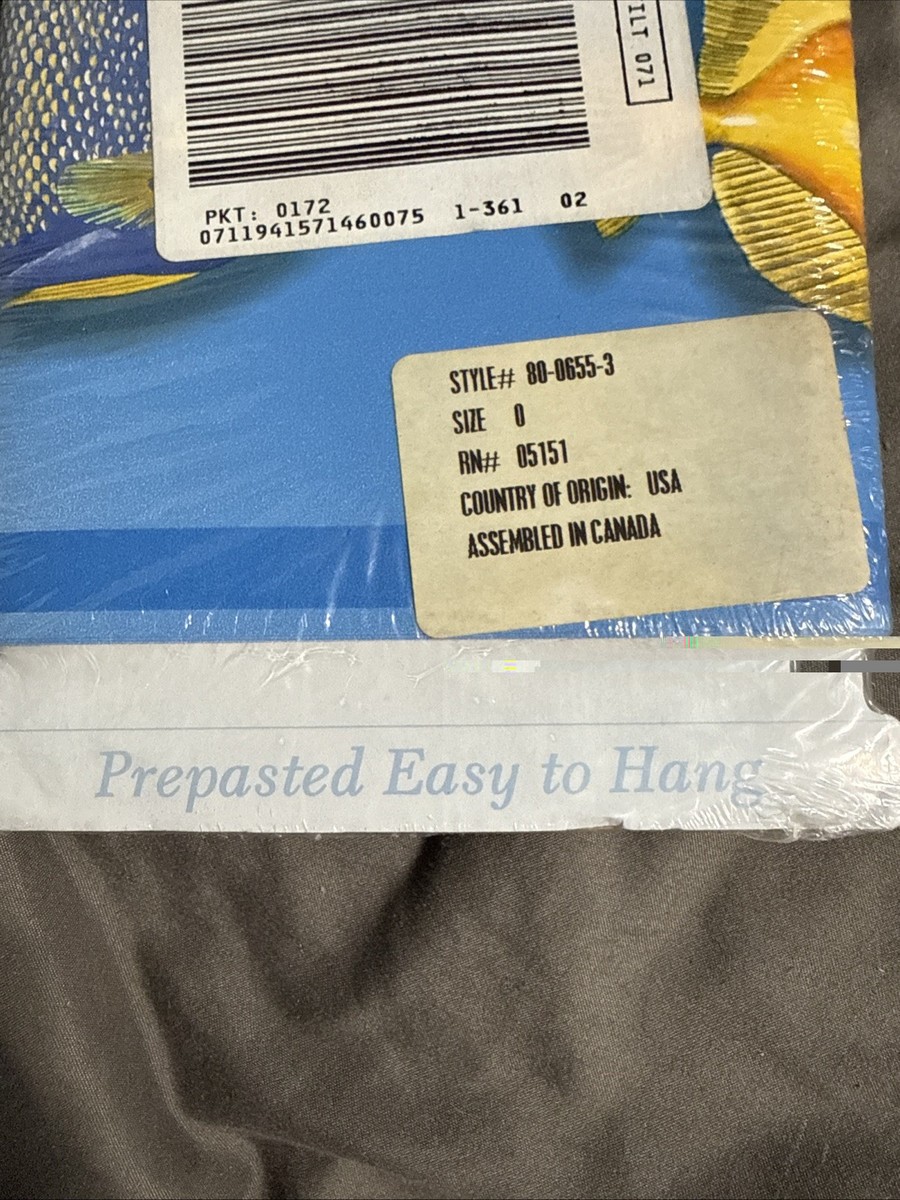 ILT 071
PKT: 0172
0711941571460075 1-361 02
STYLE# 80-0655-3
SIZE 0
RN# 05151
COUNTRY OF ORIGIN: USA
ASSEMBLED IN CANADA
Prepasted Easy to Hang